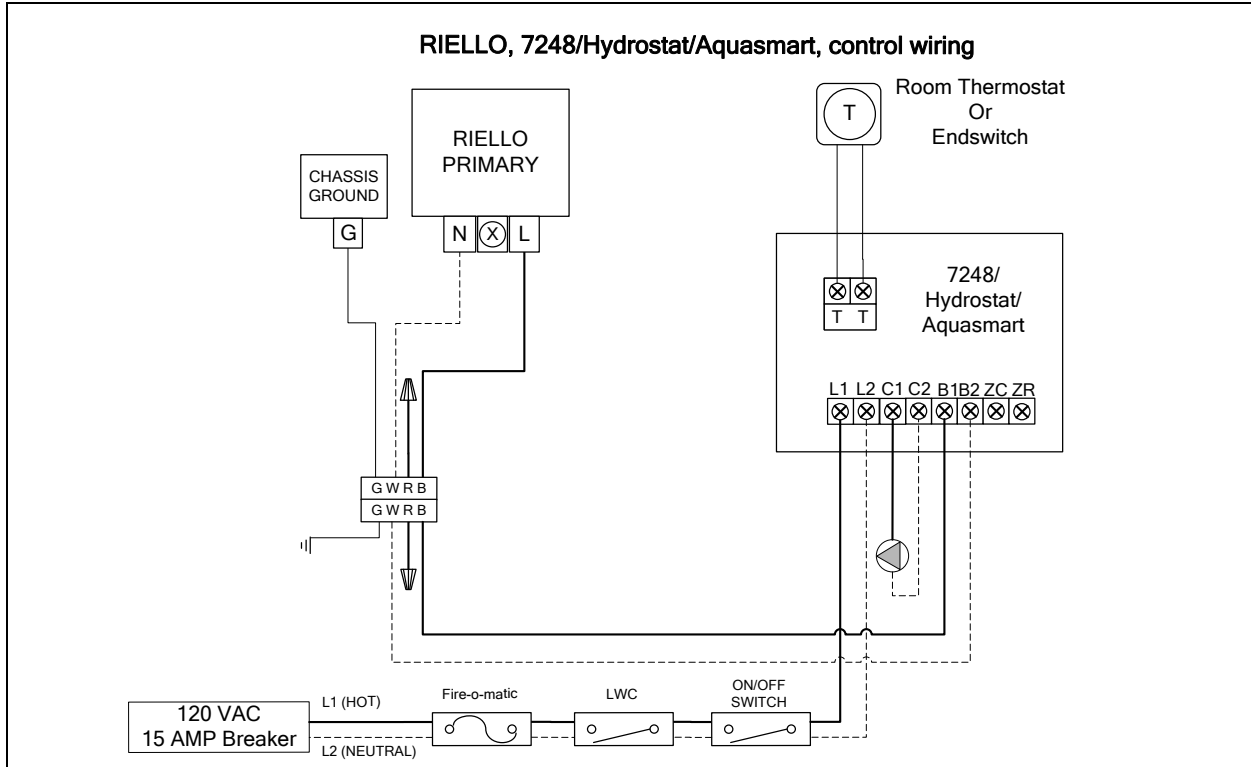 RIELLO, 7248/Hydrostat/Aquasmart, control wiring
Room Thermostat
Or
Endswitch
T
RIELLO
PRIMARY
N X L
CHASSIS
GROUND
G
7248/
Hydrostat/
Aquasmart
T T
L1 L2 C1 C2 B1 B2 ZC ZR
G W R B
G W R B
120 VAC
15 AMP Breaker
L1 (HOT)
L2 (NEUTRAL)
Fire-o-matic
LWC
ON/OFF
SWITCH